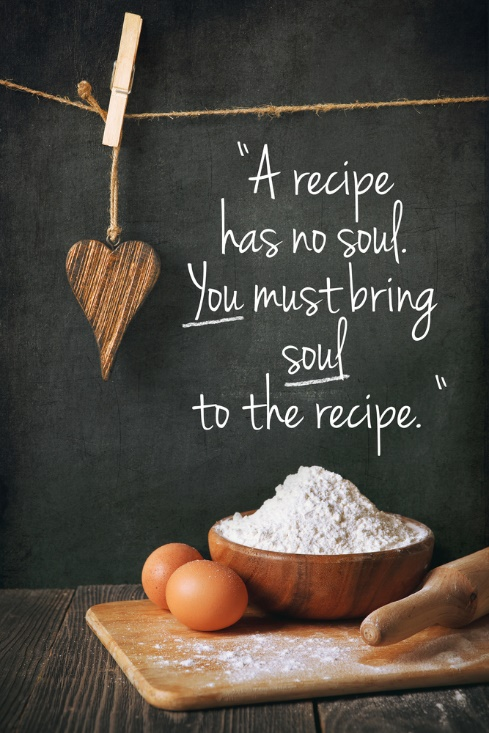 "A recipe
has no soul.
You must bring
soul
to the recipe."